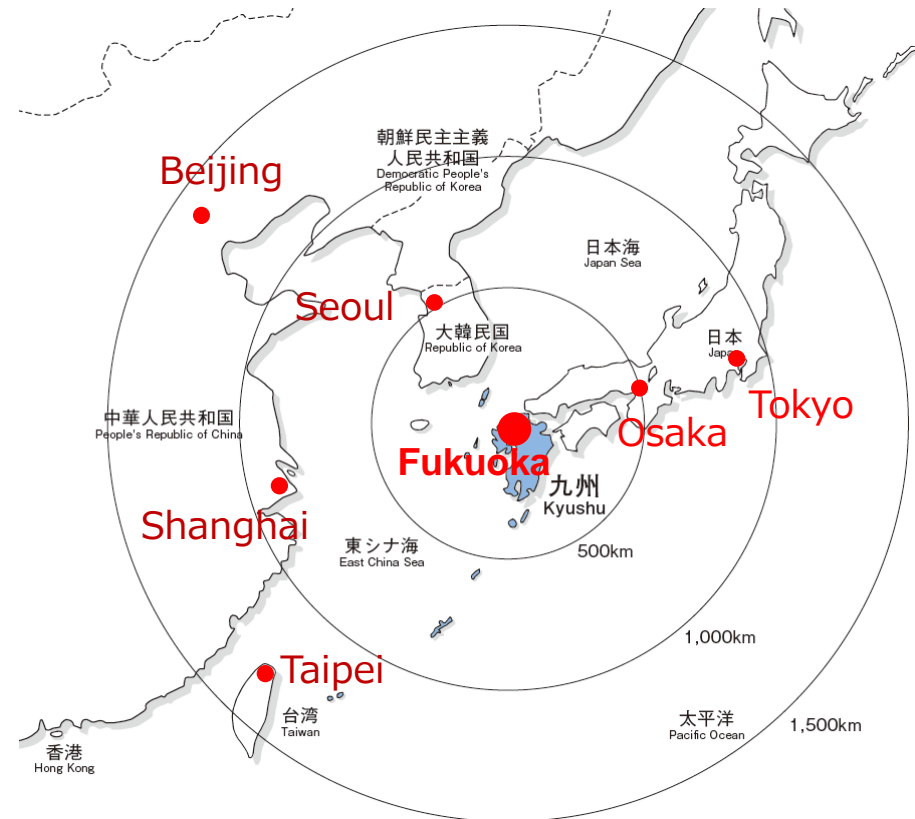 朝鮮民主主義
人民共和国
Democratic People's
Republic of Korea
Beijing
日本海
Japan Sea
Seoul
大韓民国
Republic of Korea
日本
Japan
Tokyo
中華人民共和国
People's Republic of China
Osaka
Fukuoka
九州
Kyushu
Shanghai
東シナ海
East China Sea
500km
1,000km
Taipei
台湾
Taiwan
太平洋
Pacific Ocean
1,500km
香港
Hong Kong